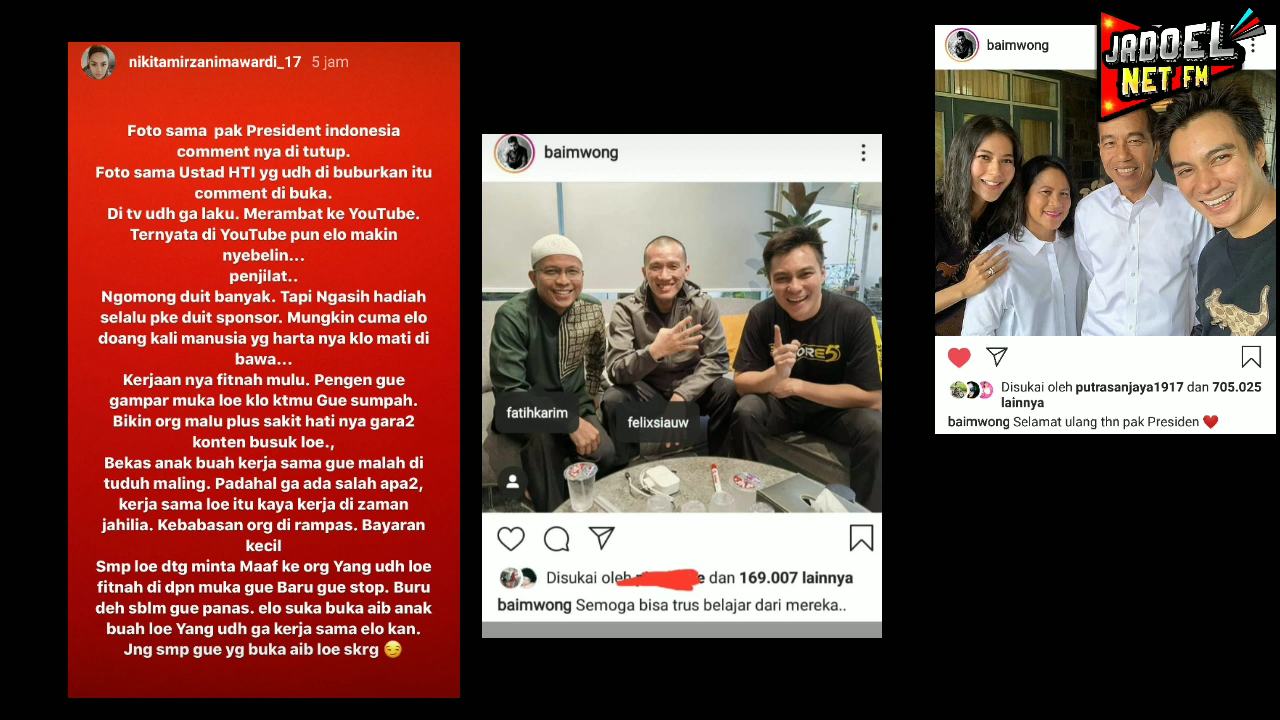 nikitamirzanimawardi_17 5 jam
Foto sama pak President indonesia
comment nya di tutup.
Foto sama Ustad HTI yg udh di buburkan itu
comment di buka.
Di tv udh ga laku. Merambat ke YouTube.
Ternyata di YouTube pun elo makin
nyebelin...
penjilat..
Ngomong duit banyak. Tapi Ngasih hadiah
selalu pke duit sponsor. Mungkin cuma elo
doang kali manusia yg harta nya klo mati di
bawa...
Kerjaan nya fitnah mulu. Pengen gue
gampar muka loe klo ktmu Gue sumpah.
Bikin org malu plus sakit hati nya gara2
konten busuk loe.,
Bekas anak buah kerja sama gue malah di
tuduh maling. Padahal ga ada salah apa2,
kerja sama loe itu kaya kerja di zaman
jahilia. Kebabasan org di rampas. Bayaran
kecil
Smp loe dtg minta Maaf ke org Yang udh loe
fitnah di dpn muka gue Baru gue stop. Buru
deh sblm gue panas. elo suka buka aib anak
buah loe Yang udh ga kerja sama elo kan.
Jng smp gue yg buka aib loe skrg 😏
baimwong
fatihkarim
felixsiauw
Disukai oleh dan 169.007 lainnya
baimwong Semoga bisa trus belajar dari mereka..
baimwong
JADOEL
NET FM
Disukai oleh putrasanjaya1917 dan 705.025
lainnya
baimwong Selamat ulang thn pak Presiden ❤️